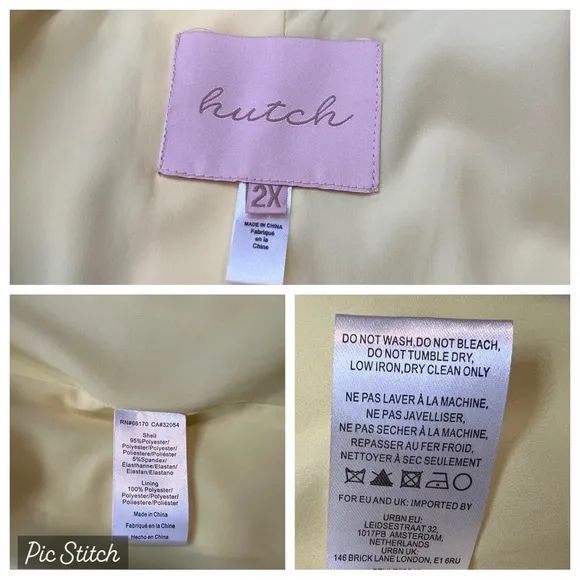 hutch
2X
MADE IN CHINA
Fabriqué
en la
Chine
RN#66170 CA#32054
Shell
95%Polyester/
Polyester/Polyester/
Poliestere/Poliéster
5%Spandex/
Élasthanne/Elastan/
Elastan/Elastano
Lining
100% Polyester/
Polyester/Polyester/
Poliestere/Poliéster
Made in China
Fabriqué en la Chine
Hecho en China
DO NOT WASH,DO NOT BLEACH,
DO NOT TUMBLE DRY,
LOW IRON,DRY CLEAN ONLY
NE PAS LAVER À LA MACHINE,
NE PAS JAVELLISER,
NE PAS SÉCHER À LA MACHINE,
REPASSER AU FER FROID,
NETTOYER À SEC SEULEMENT
FOR EU AND UK: IMPORTED BY
URBN EU:
LEIDSESTRAAT 32,
1017PB AMSTERDAM,
NETHERLANDS
URBN UK:
146 BRICK LANE LONDON, E1 6RU
Pic Stitch